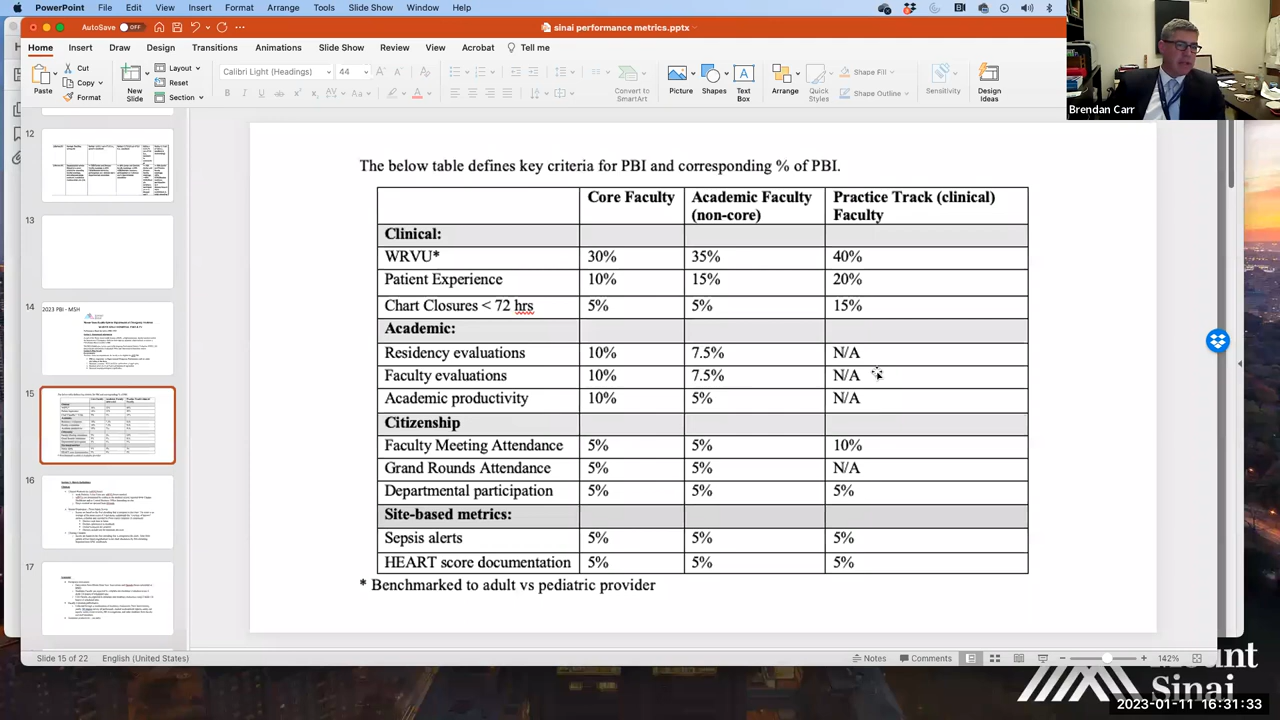 PowerPoint File Edit View Insert Format Arrange Tools Slide Show Window Help
AutoSave OFF ... sinai performance metrics.pptx
Home Insert Draw Design Transitions Animations Slide Show Review View Acrobat Tell me
Paste Cut Copy Format New Slide Layout Reset Section Calibri Light (Headings) 44 Convert to SmartArt Picture Shapes Text Box Arrange Quick Styles Shape Fill Shape Outline Sensitivity Design Ideas
Brendan Carr
12
13
14
2023 PBI - MSH
15
16
17
The below table defines key criteria for PBI and corresponding % of PBI.
Core Faculty Academic Faculty (non-core) Practice Track (clinical) Faculty
Clinical:
WRVU* 30% 35% 40%
Patient Experience 10% 15% 20%
Chart Closures < 72 hrs 5% 5% 15%
Academic:
Residency evaluations 10% 7.5% N/A
Faculty evaluations 10% 7.5% N/A
Academic productivity 10% 5% N/A
Citizenship
Faculty Meeting Attendance 5% 5% 10%
Grand Rounds Attendance 5% 5% N/A
Departmental participation 5% 5% 5%
Site-based metrics:
Sepsis alerts 5% 5% 5%
HEART score documentation 5% 5% 5%
* Benchmarked to adult vs pediatric provider
Slide 15 of 22 English (United States) Notes Comments 142%
Mount
Sinai
2023-01-11 16:31:33